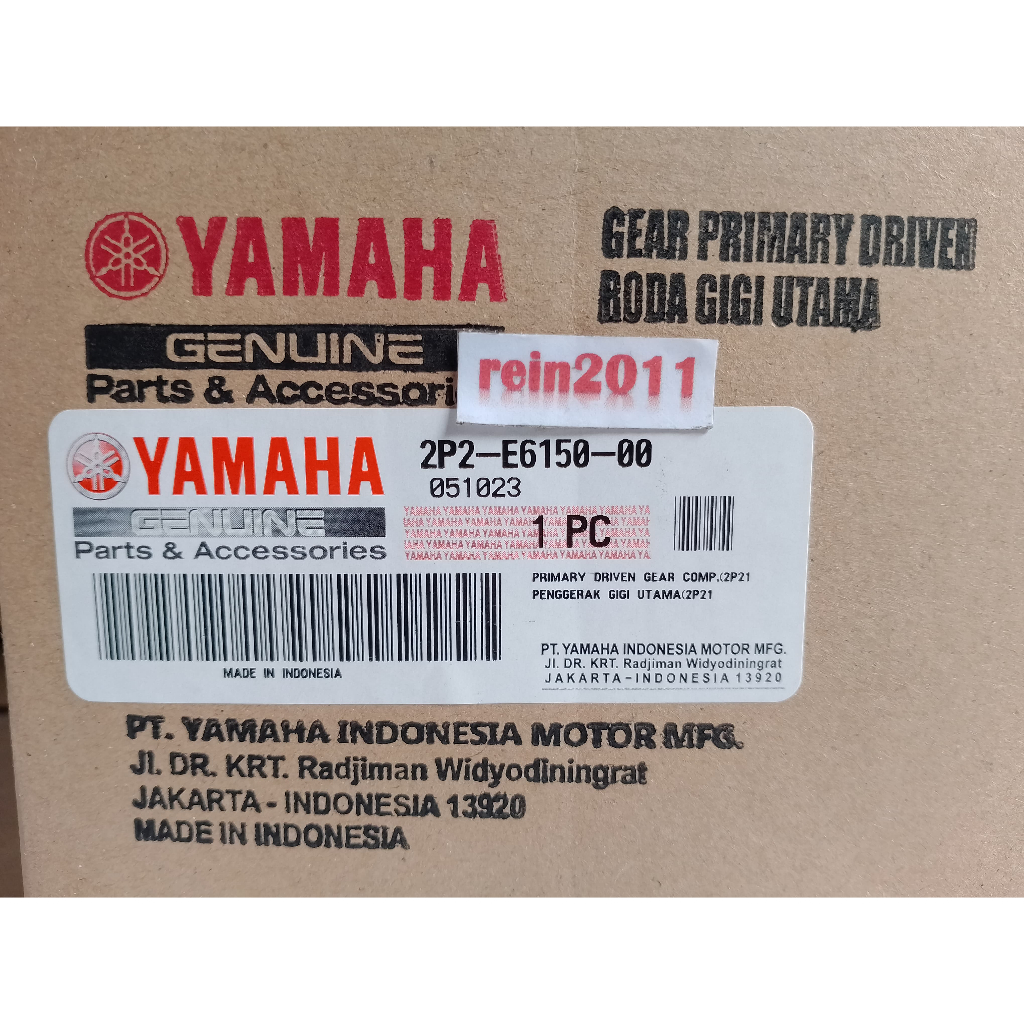 YAMAHA
GENUINE
Parts & Accessori
GEAR PRIMARY DRIVEN
RODA GIGI UTAMA
rein2011
YAMAHA
GENUINE
Parts & Accessories
2P2-E6150-00
051023
1 PC
PRIMARY DRIVEN GEAR COMP.(2P21
PENGGERAK GIGI UTAMA(2P21
MADE IN INDONESIA
PT. YAMAHA INDONESIA MOTOR MFG.
Jl. DR. KRT. Radjiman Widyodiningrat
JAKARTA-INDONESIA 13920
PT. YAMAHA INDONESIA MOTOR MFG.
Jl. DR. KRT. Radjiman Widyodiningrat
JAKARTA - INDONESIA 13920
MADE IN INDONESIA